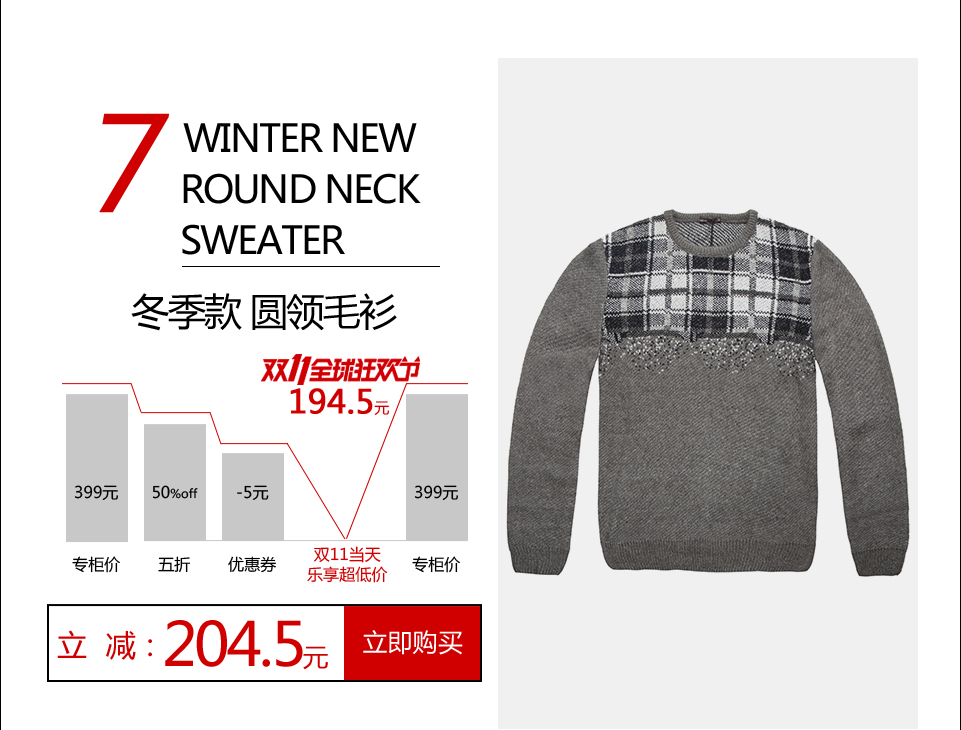 7
WINTER NEW
ROUND NECK
SWEATER
冬季款 圆领毛衫
双11全球狂欢节
194.5元
399元
50%off
-5元
399元
专柜价
五折
优惠券
双11当天
乐享超低价
专柜价
立 减：204.5元
立即购买